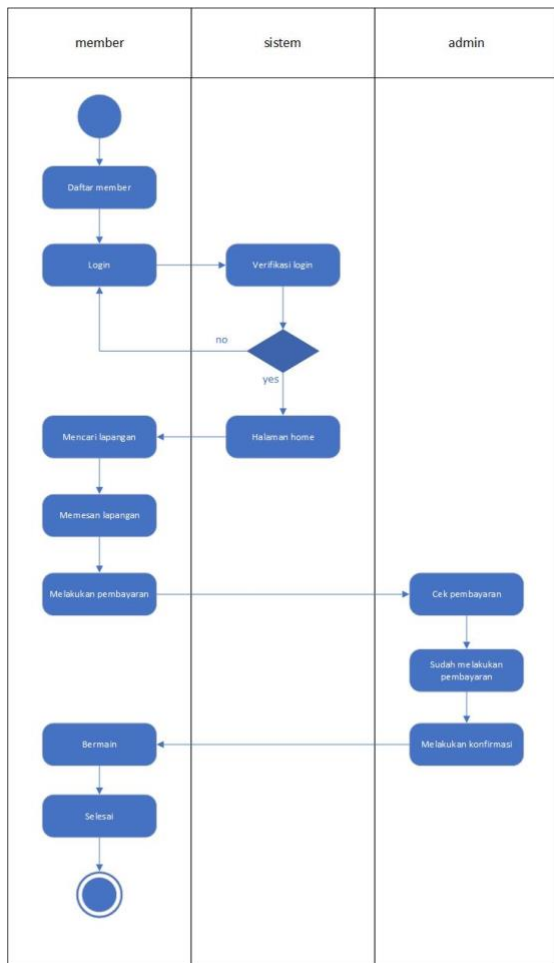 member
sistem
admin
Daftar member
Login
Verifikasi login
no
yes
Mencari lapangan
Halaman home
Memesan lapangan
Melakukan pembayaran
Cek pembayaran
Sudah melakukan
pembayaran
Bermain
Melakukan konfirmasi
Selesai